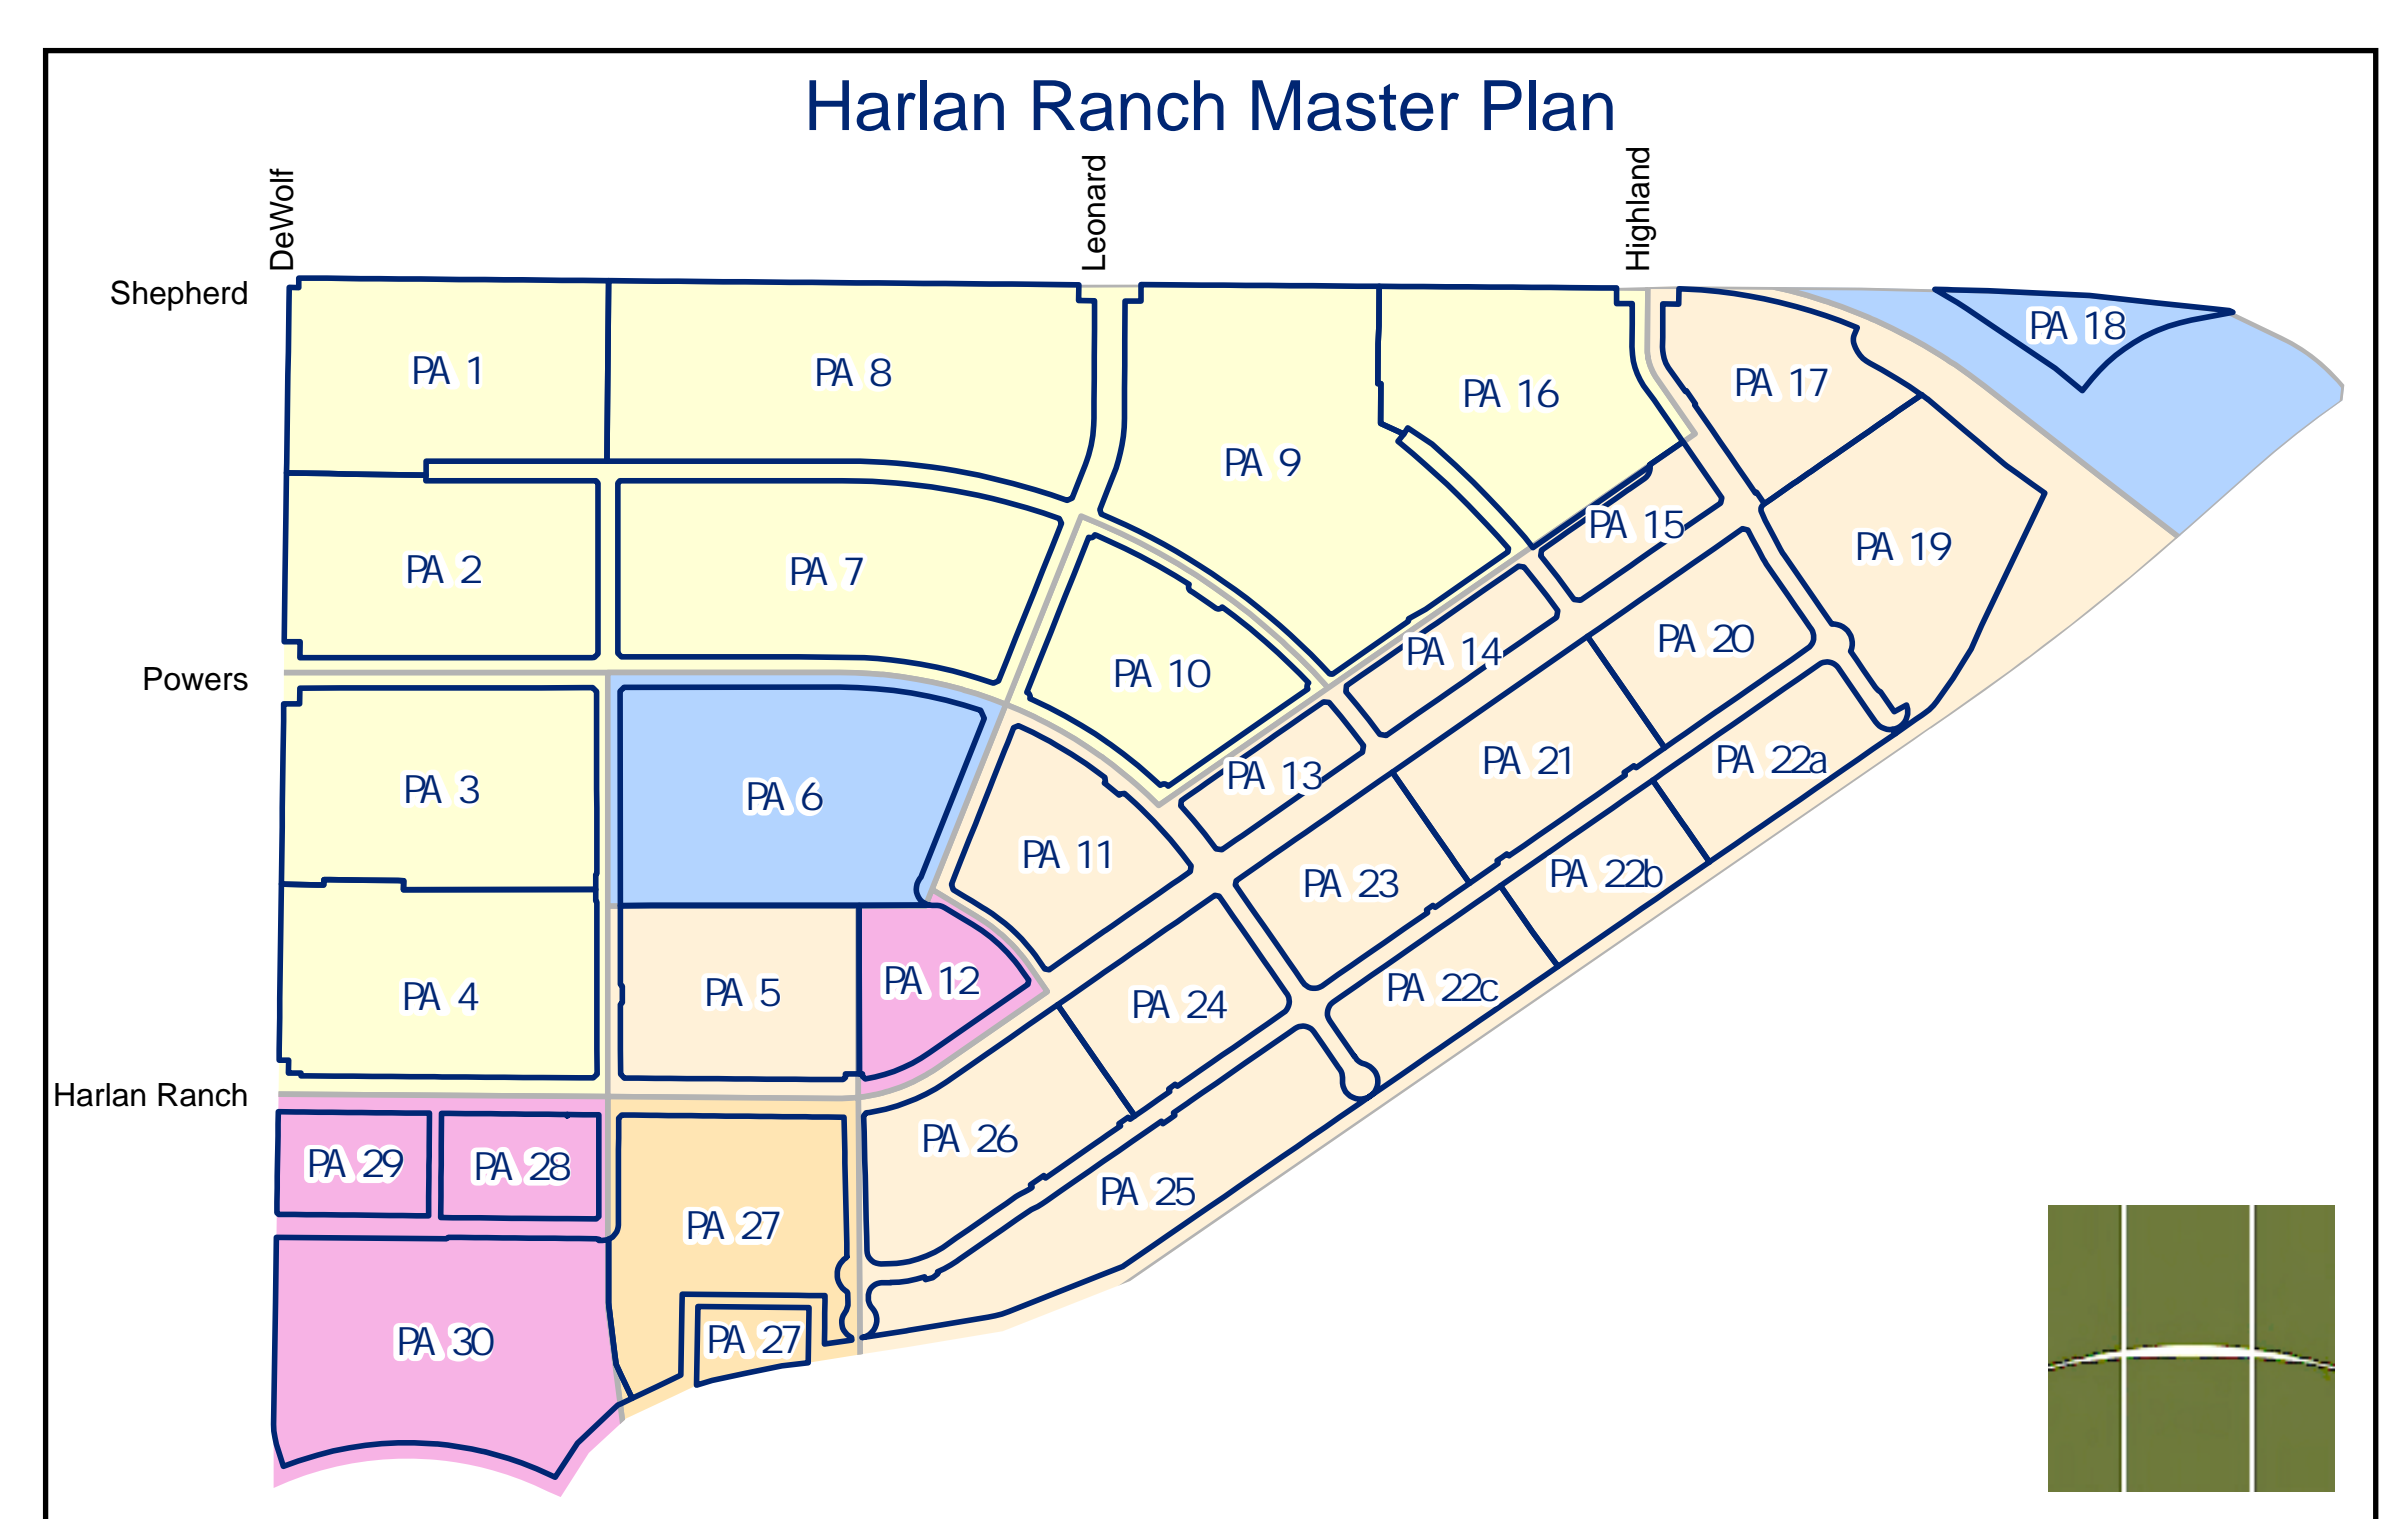 Harlan Ranch Master Plan
DeWolf
Leonard
Highland
Shepherd
PA 18
PA 1
PA 8
PA 17
PA 16
PA 9
PA 15
PA 19
PA 2
PA 7
PA 20
PA 14
PA 10
Powers
PA 21
PA 22a
PA 13
PA 3
PA 6
PA 11
PA 22b
PA 23
PA 12
PA 22c
PA 5
PA 4
PA 24
Harlan Ranch
PA 26
PA 29
PA 28
PA 25
PA 27
PA 27
PA 30